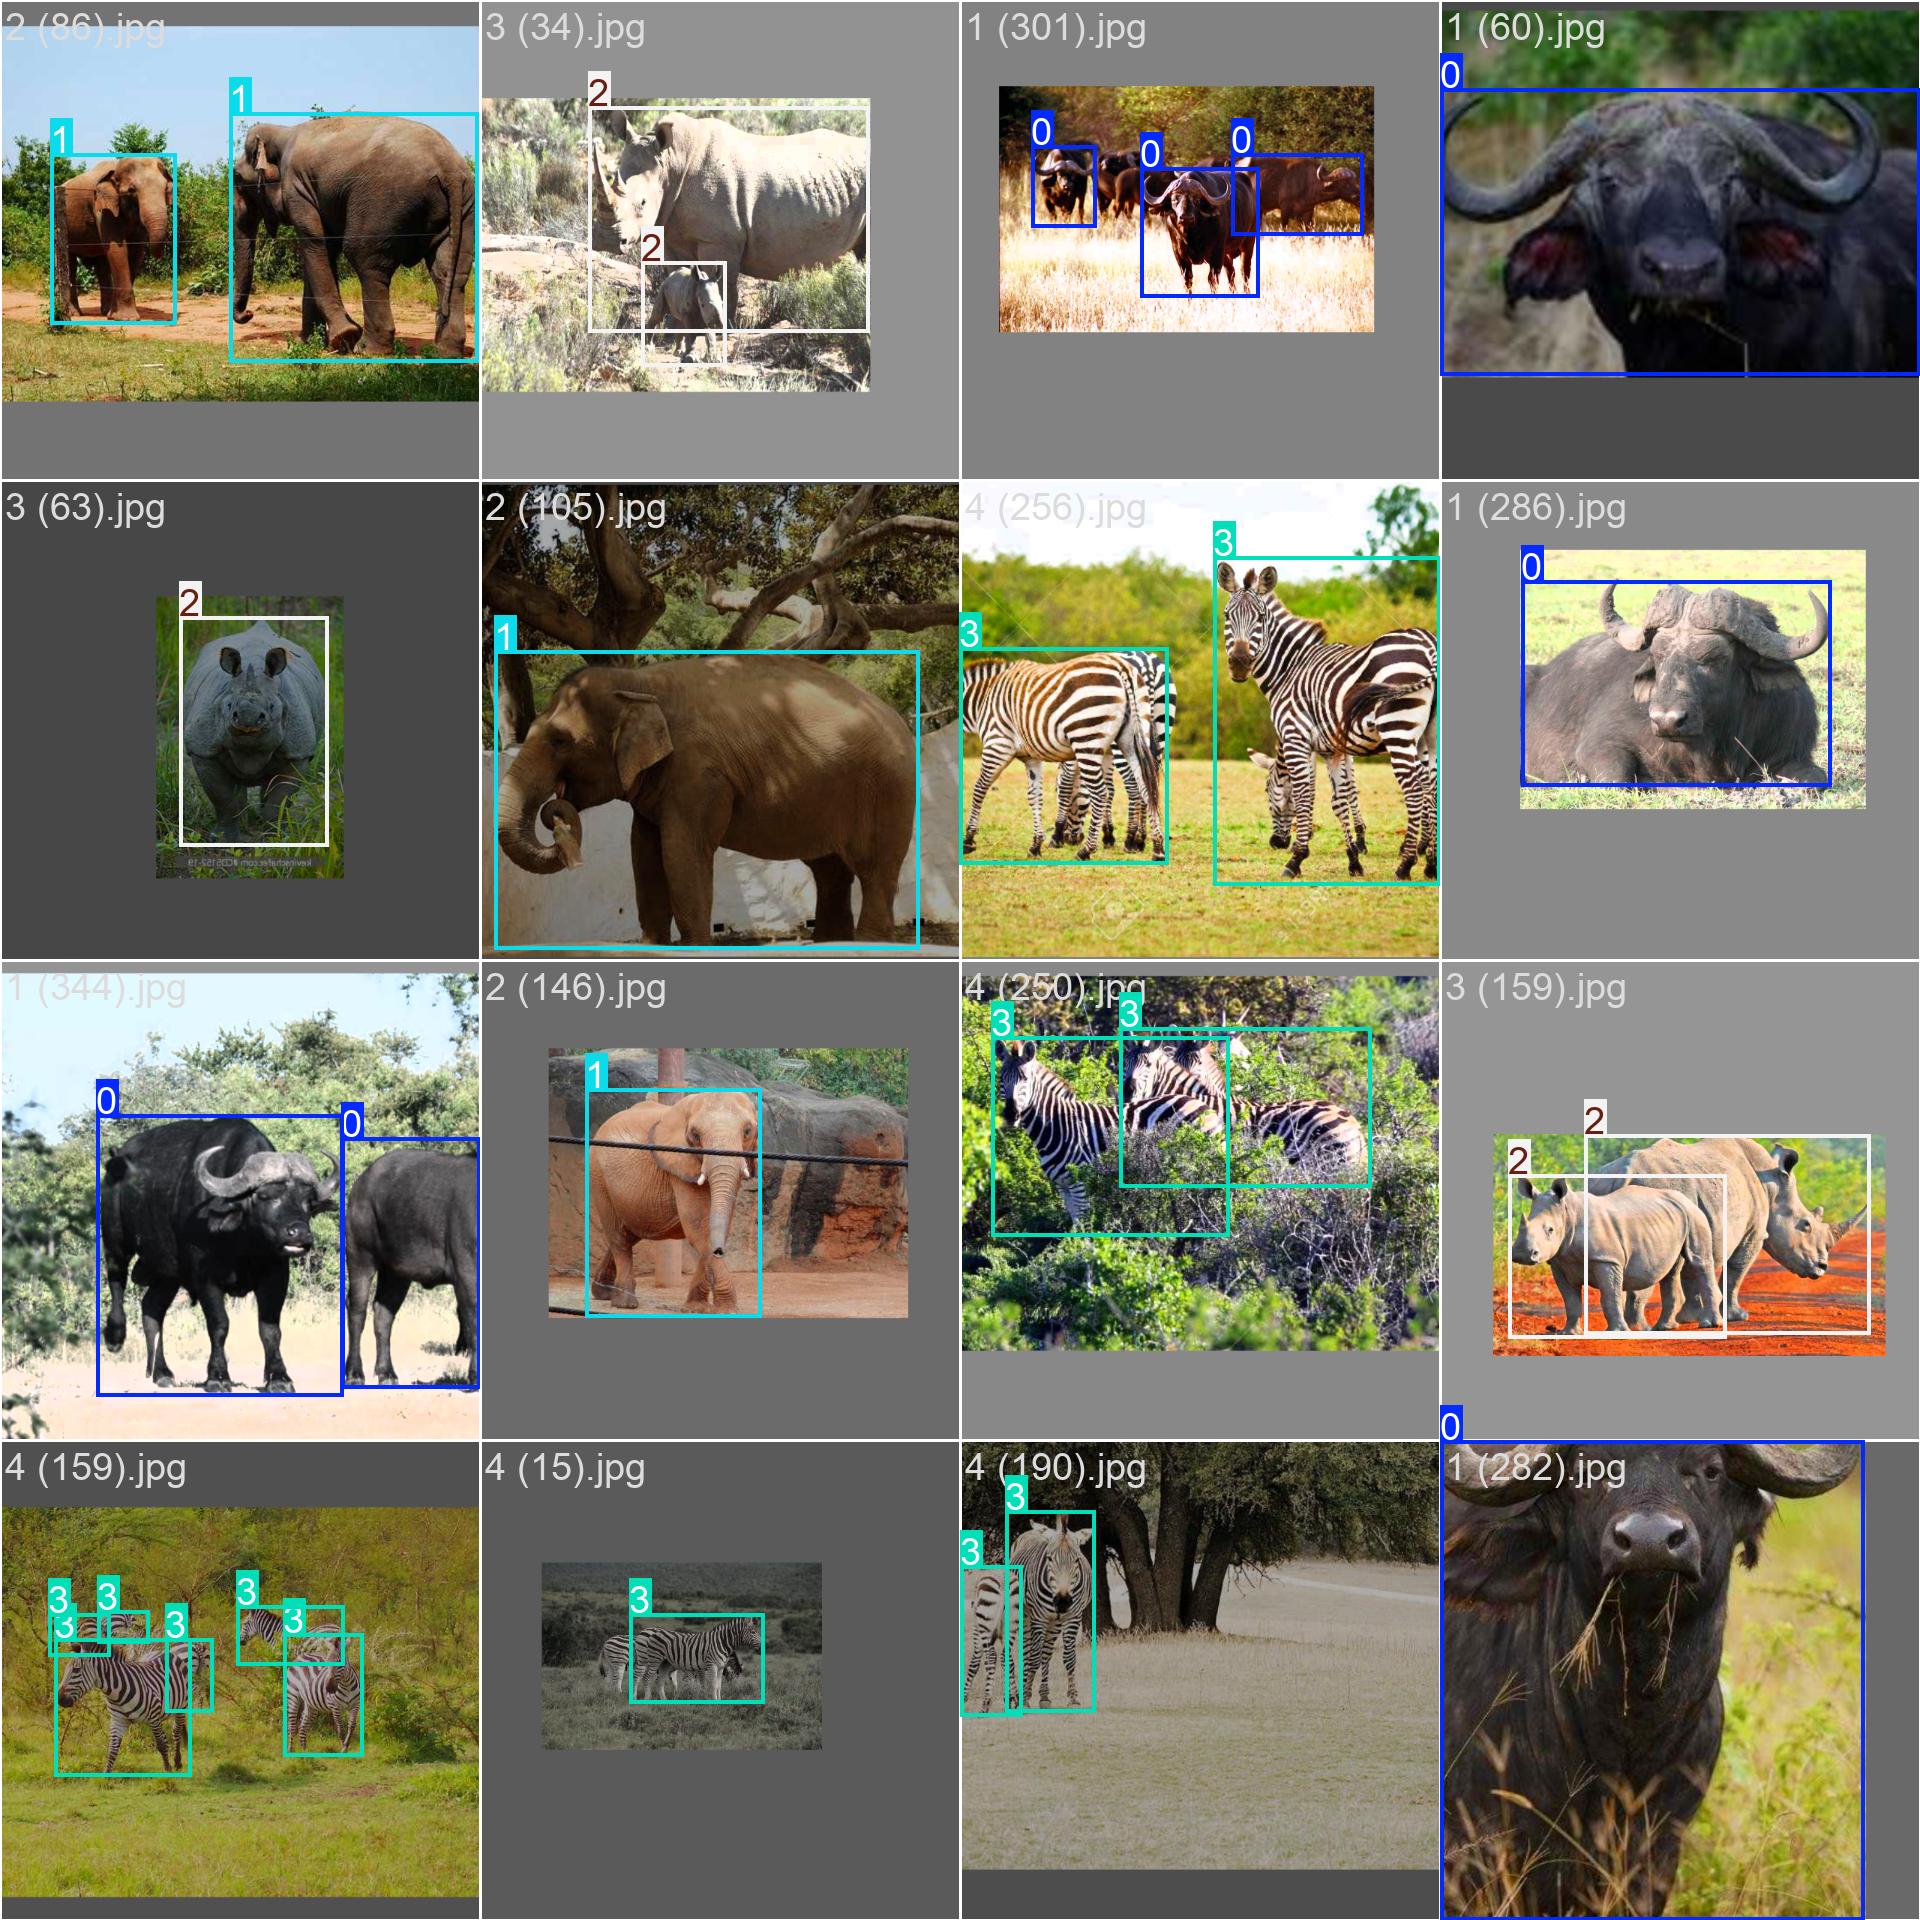 2 (86).jpg
1
1
3 (34).jpg
2
2
1 (301).jpg
0
0
0
1 (60).jpg
0
3 (63).jpg
2
2 (105).jpg
1
4 (256).jpg
3
3
1 (286).jpg
0
1 (344).jpg
0
0
2 (146).jpg
1
4 (250).jpg
3
3
3 (159).jpg
2
2
4 (159).jpg
3
3
3
3
3
3
4 (15).jpg
3
4 (190).jpg
3
3
1 (282).jpg
0